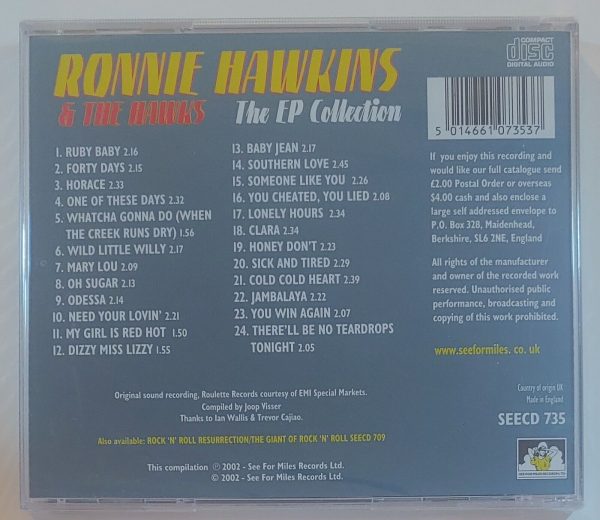 RONNIE HAWKINS
& THE HAWKS The EP Collection
COMPACT
disc
DIGITAL AUDIO
5 014661 073537
1. RUBY BABY 2.16
2. FORTY DAYS 2.15
3. HORACE 2.33
4. ONE OF THESE DAYS 2.32
5. WHATCHA GONNA DO (WHEN
THE CREEK RUNS DRY) 1.56
6. WILD LITTLE WILLY 2.17
7. MARY LOU 2.09
8. OH SUGAR 2.13
9. ODESSA 2.14
10. NEED YOUR LOVIN' 2.21
11. MY GIRL IS RED HOT 1.50
12. DIZZY MISS LIZZY 1.55
13. BABY JEAN 2.17
14. SOUTHERN LOVE 2.45
15. SOMEONE LIKE YOU 2.26
16. YOU CHEATED, YOU LIED 2.08
17. LONELY HOURS 2.34
18. CLARA 2.34
19. HONEY DON'T 2.23
20. SICK AND TIRED 2.29
21. COLD COLD HEART 2.39
22. JAMBALAYA 2.22
23. YOU WIN AGAIN 2.07
24. THERE'LL BE NO TEARDROPS
TONIGHT 2.05
If you enjoy this recording and
would like our full catalogue send
£2.00 Postal Order or overseas
$4.00 cash and also enclose a
large self addressed envelope to
P.O. Box 328, Maidenhead,
Berkshire, SL6 2NE, England
All rights of the manufacturer
and owner of the recorded work
reserved. Unauthorised public
performance, broadcasting and
copying of this work prohibited.
www.seeformiles.co.uk
Original sound recording, Roulette Records courtesy of EMI Special Markets.
Compiled by Joop Visser
Thanks to Ian Wallis & Trevor Cajiao.
Also available: ROCK 'N' ROLL RESURRECTION/THE GIANT OF ROCK 'N' ROLL SEECD 709
This compilation ℗ 2002 - See For Miles Records Ltd.
© 2002 - See For Miles Records Ltd.
Country of origin UK
Made in England
SEECD 735
SEE FOR MILES RECORDS LTD